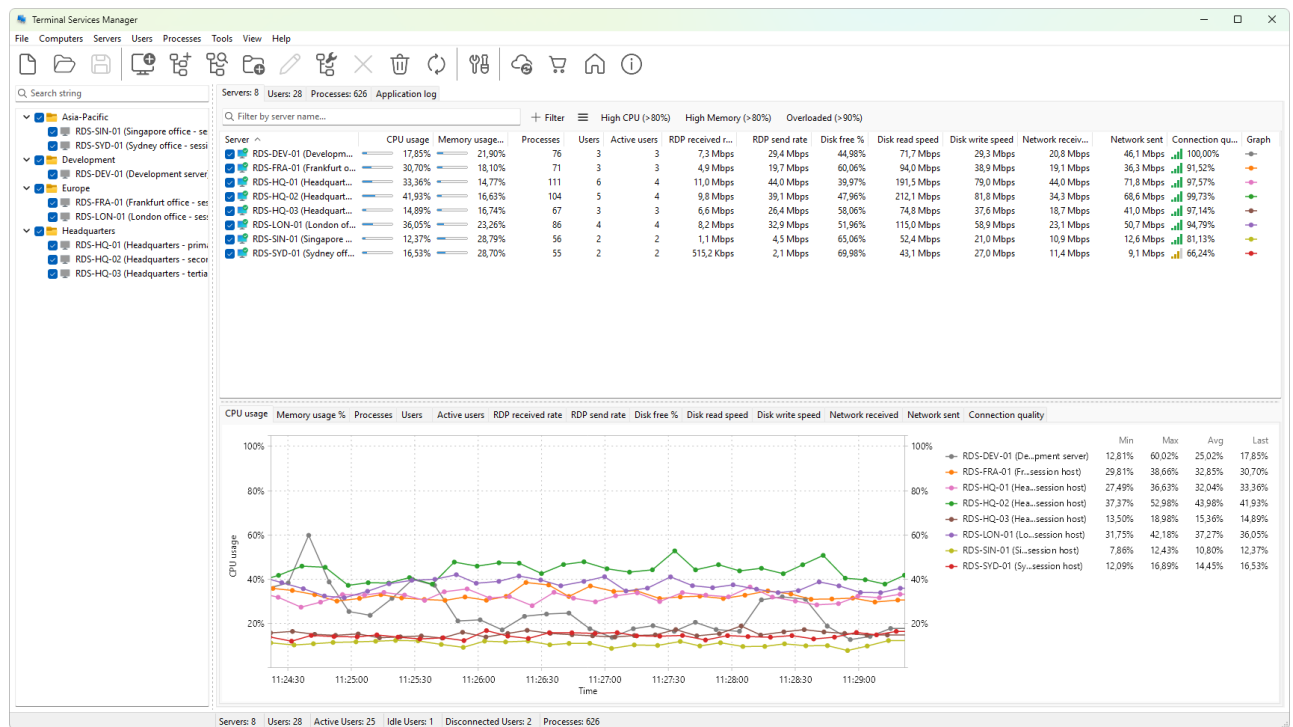 Terminal Services Manager
File Computers Servers Users Processes Tools View Help
Search string
Asia-Pacific
RDS-SIN-01 (Singapore office - se
RDS-SYD-01 (Sydney office - sessi
Development
RDS-DEV-01 (Development server,
Europe
RDS-FRA-01 (Frankfurt office - ses
RDS-LON-01 (London office - ses
Headquarters
RDS-HQ-01 (Headquarters - prima
RDS-HQ-02 (Headquarters - secor
RDS-HQ-03 (Headquarters - tertia
Servers: 8 Users: 28 Processes: 626 Application log
Filter by server name... Filter High CPU (>80%) High Memory (>80%) Overloaded (>90%)
Server CPU usage Memory usage... Processes Users Active users RDP received r... RDP send rate Disk free % Disk read speed Disk write speed Network receiv... Network sent Connection qu... Graph
RDS-DEV-01 (Developm... 17,85% 21,90% 76 3 3 7,3 Mbps 29,4 Mbps 44,98% 71,7 Mbps 29,3 Mbps 20,8 Mbps 46,1 Mbps 100,00%
RDS-FRA-01 (Frankfurt o... 30,70% 18,10% 71 3 3 4,9 Mbps 19,7 Mbps 60,06% 94,0 Mbps 38,9 Mbps 19,1 Mbps 36,3 Mbps 91,52%
RDS-HQ-01 (Headquart... 33,36% 14,77% 111 6 4 11,0 Mbps 44,0 Mbps 39,97% 191,5 Mbps 79,0 Mbps 44,0 Mbps 71,8 Mbps 97,57%
RDS-HQ-02 (Headquart... 41,93% 16,63% 104 5 4 9,8 Mbps 39,1 Mbps 47,96% 212,1 Mbps 81,8 Mbps 34,3 Mbps 68,6 Mbps 99,73%
RDS-HQ-03 (Headquart... 14,89% 16,74% 67 3 3 6,6 Mbps 26,4 Mbps 58,06% 74,8 Mbps 37,6 Mbps 18,7 Mbps 41,0 Mbps 97,14%
RDS-LON-01 (London of... 36,05% 23,26% 86 4 4 8,2 Mbps 32,9 Mbps 51,96% 115,0 Mbps 58,9 Mbps 23,1 Mbps 50,7 Mbps 94,79%
RDS-SIN-01 (Singapore ... 12,37% 28,79% 56 2 2 1,1 Mbps 4,5 Mbps 65,06% 52,4 Mbps 21,0 Mbps 10,9 Mbps 12,6 Mbps 81,13%
RDS-SYD-01 (Sydney off... 16,53% 28,70% 55 2 2 515,2 Kbps 2,1 Mbps 69,98% 43,1 Mbps 27,0 Mbps 11,4 Mbps 9,1 Mbps 66,24%
CPU usage Memory usage % Processes Users Active users RDP received rate RDP send rate Disk free % Disk read speed Disk write speed Network received Network sent Connection quality
100%
80%
60%
40%
20%
CPU usage
100%
80%
60%
40%
20%
11:24:30 11:25:00 11:25:30 11:26:00 11:26:30 11:27:00 11:27:30 11:28:00 11:28:30 11:29:00
Time
Min Max Avg Last
RDS-DEV-01 (De...pment server) 12,81% 60,02% 25,02% 17,85%
RDS-FRA-01 (Fr...session host) 29,81% 38,66% 32,85% 30,70%
RDS-HQ-01 (Hea...session host) 27,49% 36,63% 32,04% 33,36%
RDS-HQ-02 (Hea...session host) 37,37% 52,98% 43,98% 41,93%
RDS-HQ-03 (Hea...session host) 13,50% 18,98% 15,36% 14,89%
RDS-LON-01 (Lo...session host) 31,75% 42,18% 37,27% 36,05%
RDS-SIN-01 (Si...session host) 7,86% 12,43% 10,80% 12,37%
RDS-SYD-01 (Sy...session host) 12,09% 16,89% 14,45% 16,53%
Servers: 8 Users: 28 Active Users: 25 Idle Users: 1 Disconnected Users: 2 Processes: 626